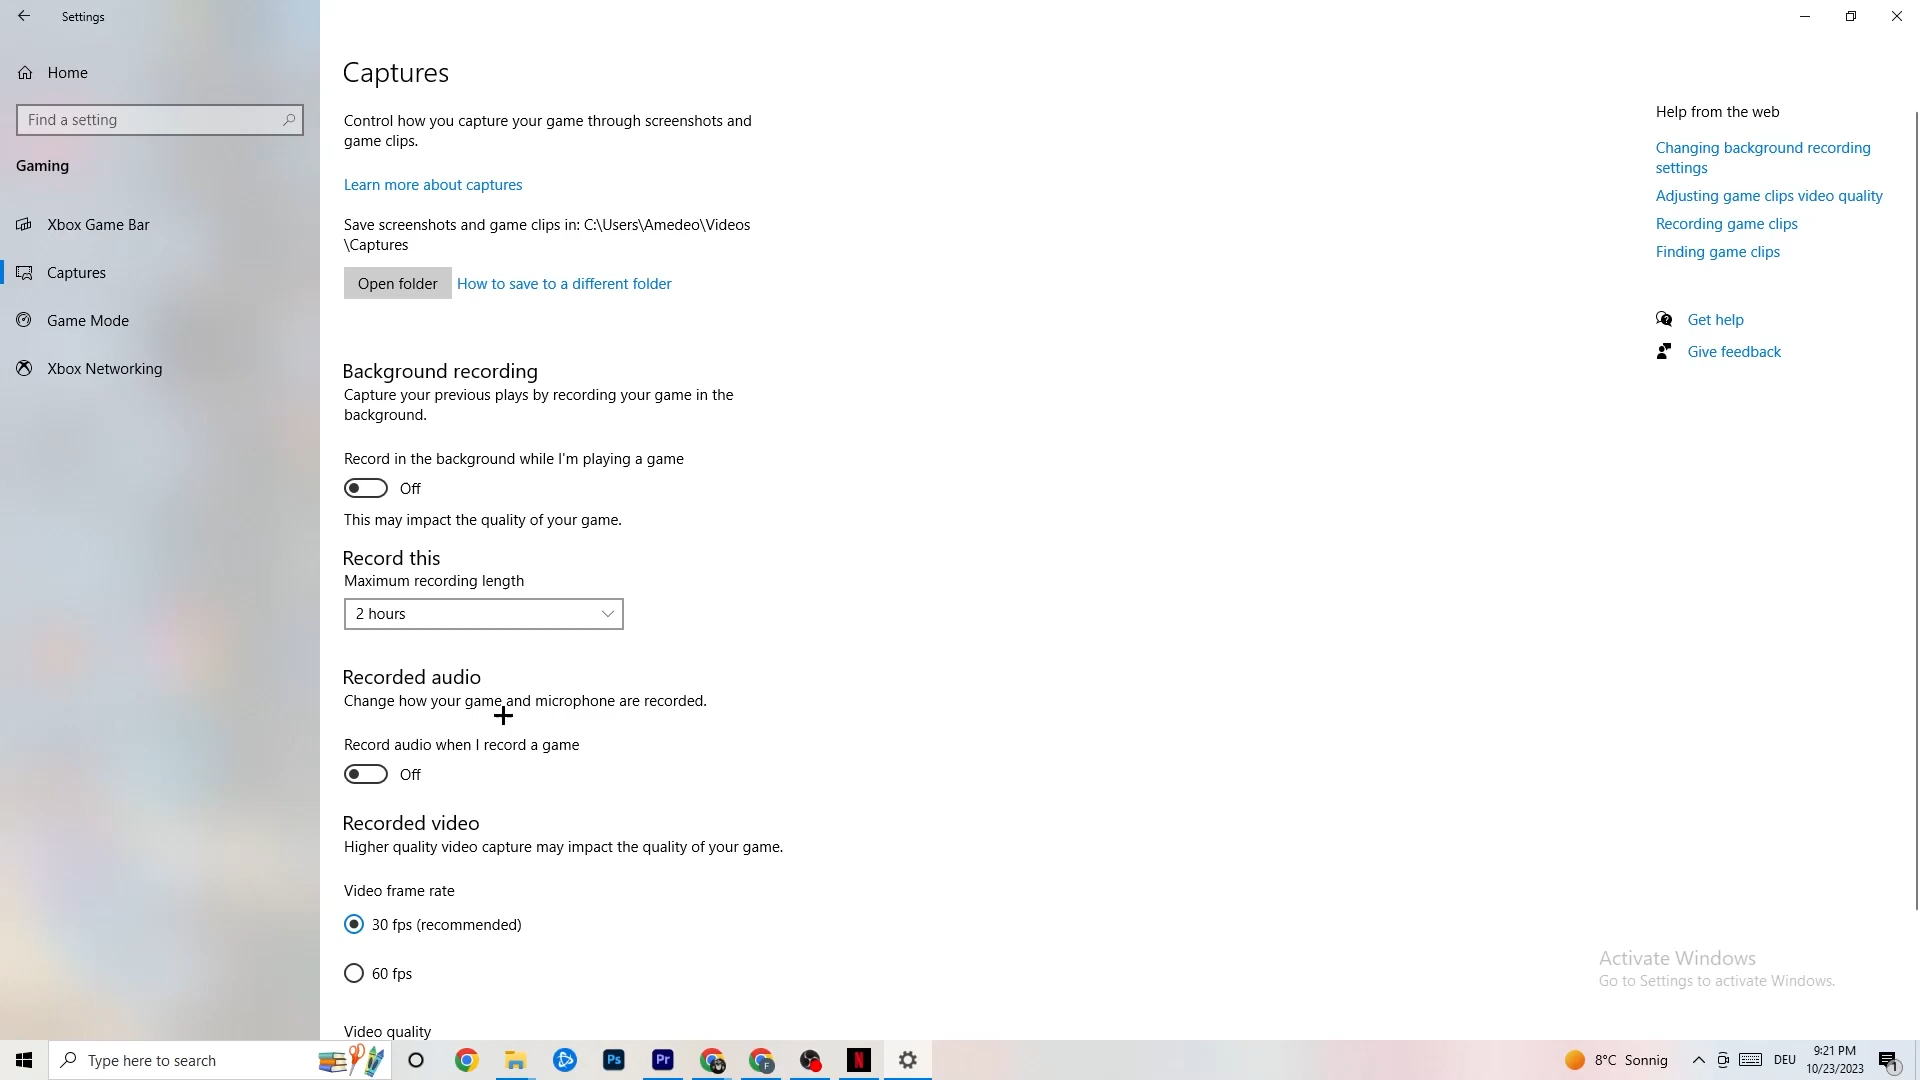 Settings
Home
Find a setting
Gaming
Xbox Game Bar
Captures
Game Mode
Xbox Networking
Captures
Control how you capture your game through screenshots and
game clips.
Learn more about captures
Save screenshots and game clips in: C:\Users\Amedeo\Videos
\Captures
Open folder
How to save to a different folder
Background recording
Capture your previous plays by recording your game in the
background.
Record in the background while I'm playing a game
Off
This may impact the quality of your game.
Record this
Maximum recording length
2 hours
Recorded audio
Change how your game and microphone are recorded.
Record audio when I record a game
Off
Recorded video
Higher quality video capture may impact the quality of your game.
Video frame rate
30 fps (recommended)
60 fps
Video quality
Help from the web
Changing background recording
settings
Adjusting game clips video quality
Recording game clips
Finding game clips
Get help
Give feedback
Activate Windows
Go to Settings to activate Windows.
Type here to search
Ps
Pr
F
N
8°C Sonnig
DEU
9:21 PM
10/23/2023
1